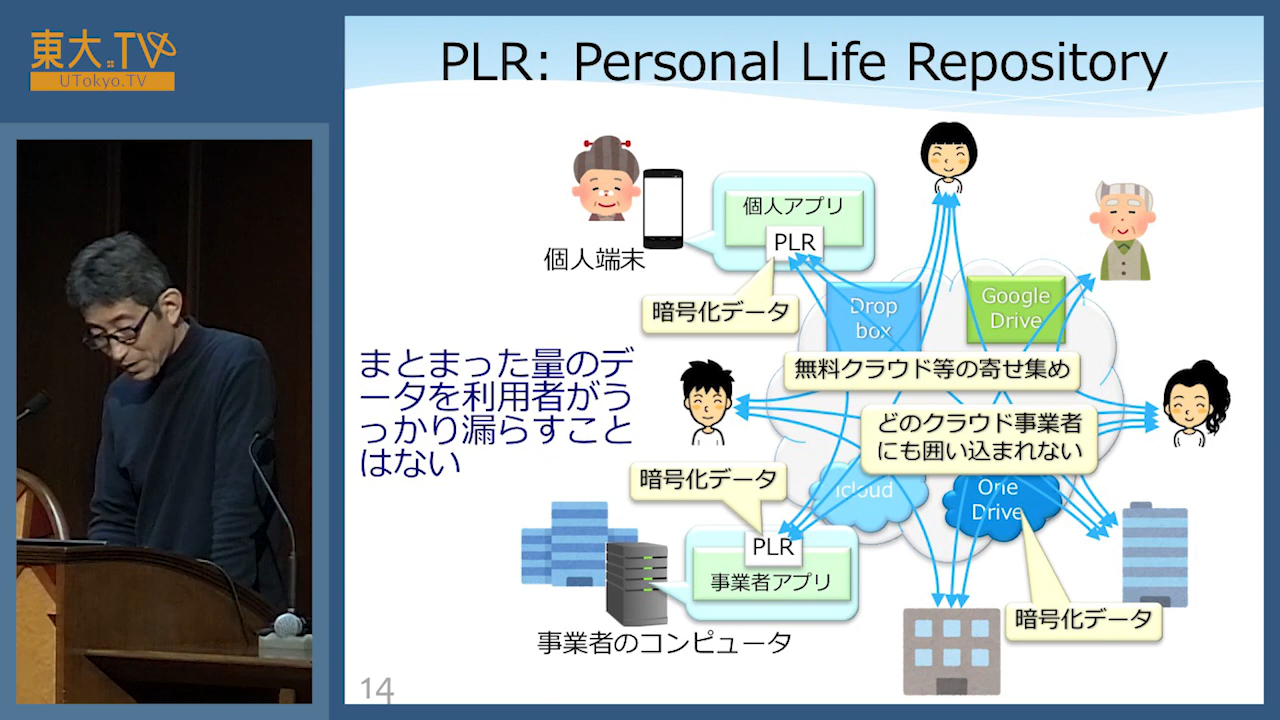 東大.TV
UTokyo.TV
PLR: Personal Life Repository
個人アプリ
PLR
個人端末
暗号化データ
Drop
box
Google
Drive
無料クラウド等の寄せ集め
まとまった量のデ
ータを利用者がう
っかり漏らすこと
はない
どのクラウド事業者
にも囲い込まれない
暗号化データ
icloud
One
Drive
PLR
事業者アプリ
暗号化データ
事業者のコンピュータ
14